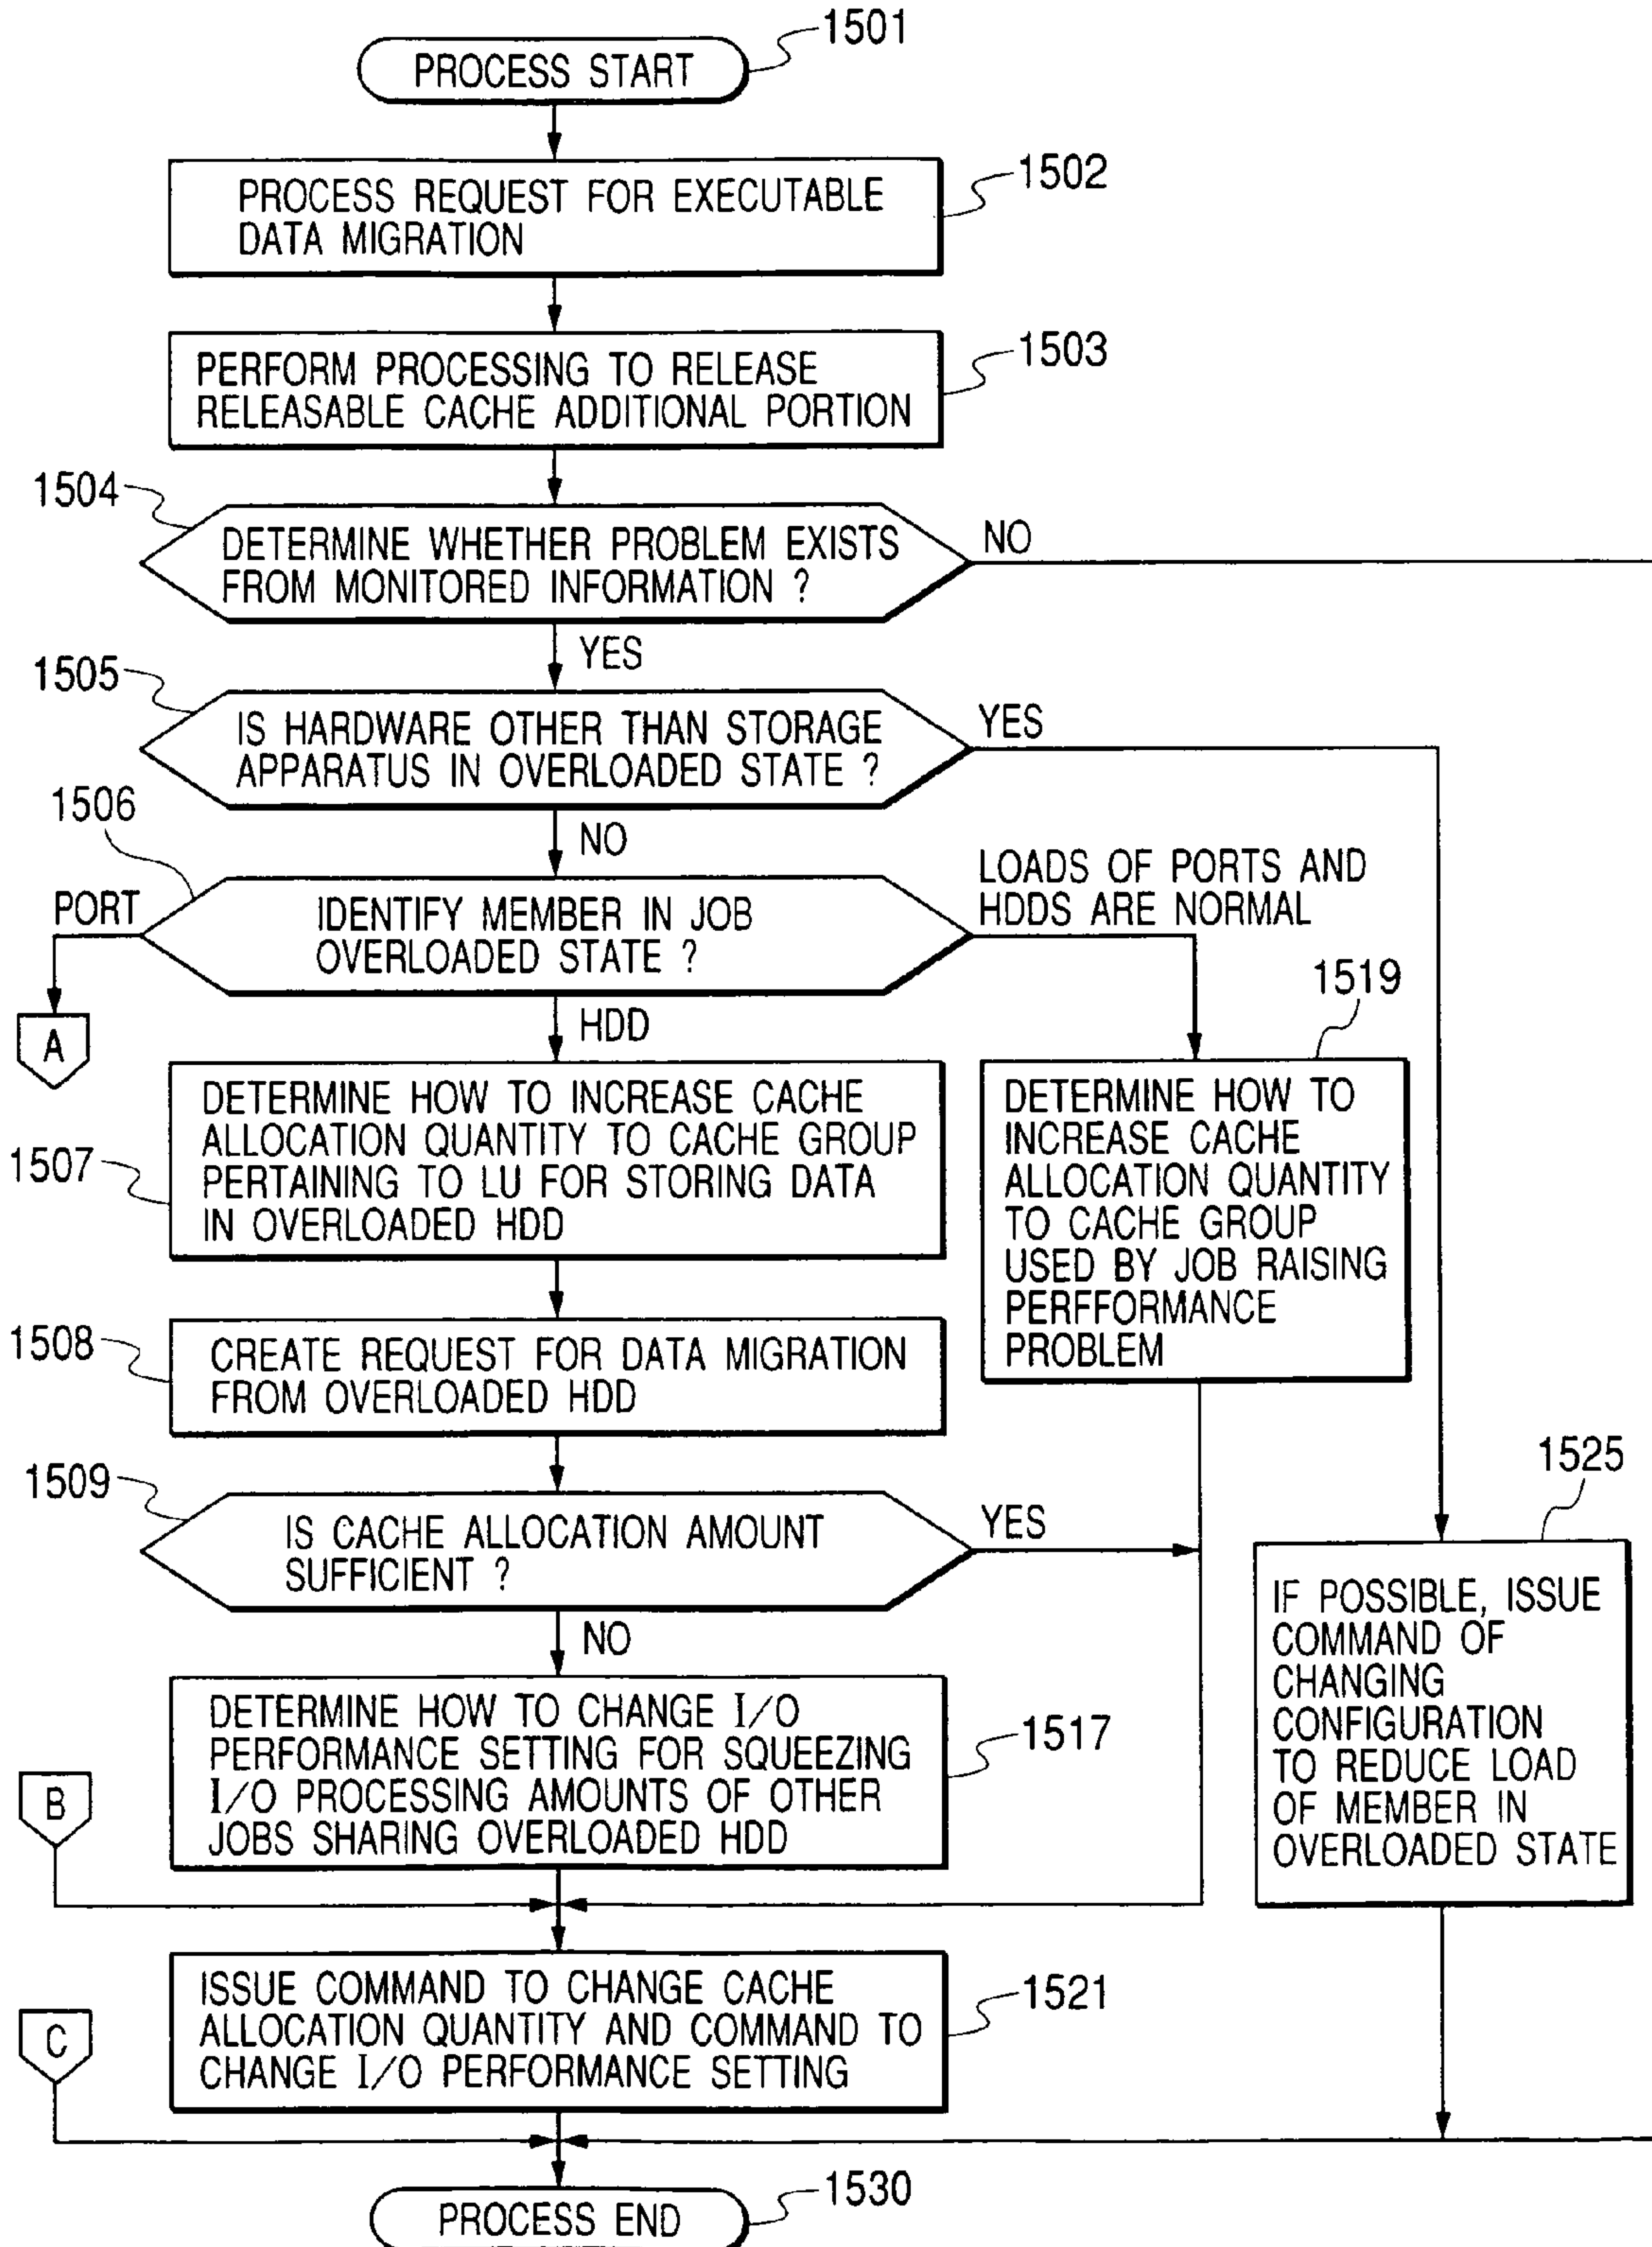 1501
PROCESS START
1502
PROCESS REQUEST FOR EXECUTABLE
DATA MIGRATION
1503
PERFORM PROCESSING TO RELEASE
RELEASABLE CACHE ADDITIONAL PORTION
1504
DETERMINE WHETHER PROBLEM EXISTS
FROM MONITORED INFORMATION ?
NO
YES
1505
IS HARDWARE OTHER THAN STORAGE
APPARATUS IN OVERLOADED STATE ?
YES
NO
1506
PORT
IDENTIFY MEMBER IN JOB
OVERLOADED STATE ?
LOADS OF PORTS AND
HDDS ARE NORMAL
A
HDD
1519
1507
DETERMINE HOW TO INCREASE CACHE
ALLOCATION QUANTITY TO CACHE GROUP
PERTAINING TO LU FOR STORING DATA
IN OVERLOADED HDD
DETERMINE HOW TO
INCREASE CACHE
ALLOCATION QUANTITY
TO CACHE GROUP
USED BY JOB RAISING
PERFFORMANCE
PROBLEM
1508
CREATE REQUEST FOR DATA MIGRATION
FROM OVERLOADED HDD
1509
IS CACHE ALLOCATION AMOUNT
SUFFICIENT ?
YES
NO
1525
IF POSSIBLE, ISSUE
COMMAND OF
CHANGING
CONFIGURATION
TO REDUCE LOAD
OF MEMBER IN
OVERLOADED STATE
DETERMINE HOW TO CHANGE I/O
PERFORMANCE SETTING FOR SQUEEZING
I/O PROCESSING AMOUNTS OF OTHER
JOBS SHARING OVERLOADED HDD
1517
B
ISSUE COMMAND TO CHANGE CACHE
ALLOCATION QUANTITY AND COMMAND TO
CHANGE I/O PERFORMANCE SETTING
1521
C
1530
PROCESS END